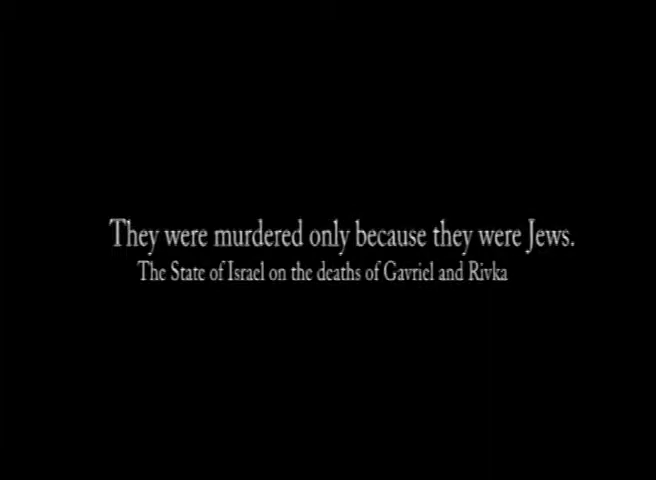 They were murdered only because they were Jews.
The State of Israel on the deaths of Gavriel and Rivka